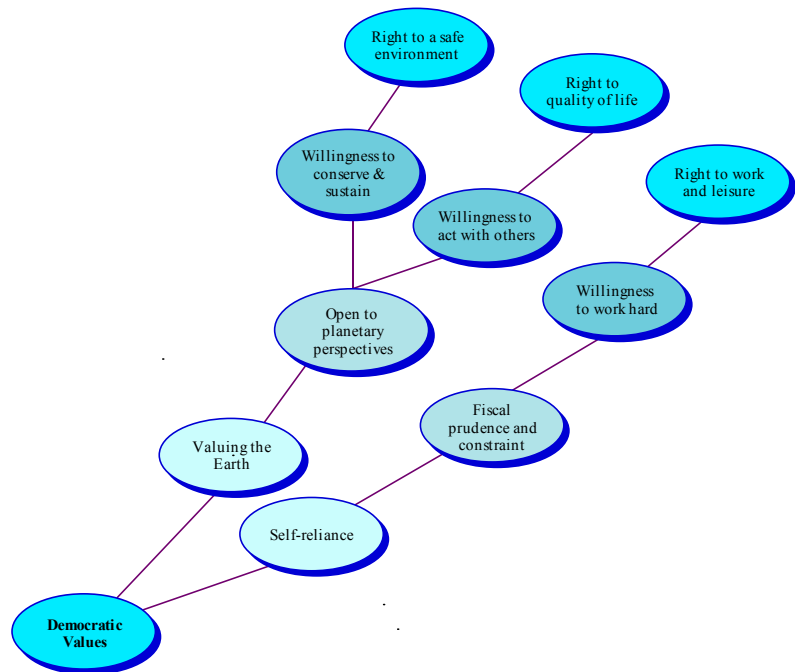 Right to a safe
environment
Right to
quality of life
Willingness to
conserve &
sustain
Right to work
and leisure
Willingness to
act with others
Willingness
to work hard
Open to
planetary
perspectives
Fiscal
prudence and
constraint
Valuing the
Earth
Self-reliance
Democratic
Values